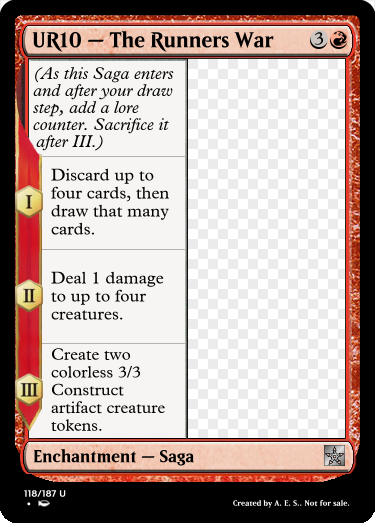 UR10 — The Runners War 3
(As this Saga enters
and after your draw
step, add a lore
counter. Sacrifice it
after III.)
I
Discard up to
four cards, then
draw that many
cards.
II
Deal 1 damage
to up to four
creatures.
III
Create two
colorless 3/3
Construct
artifact creature
tokens.
Enchantment — Saga
118/187 U
Created by A. E. S.. Not for sale.